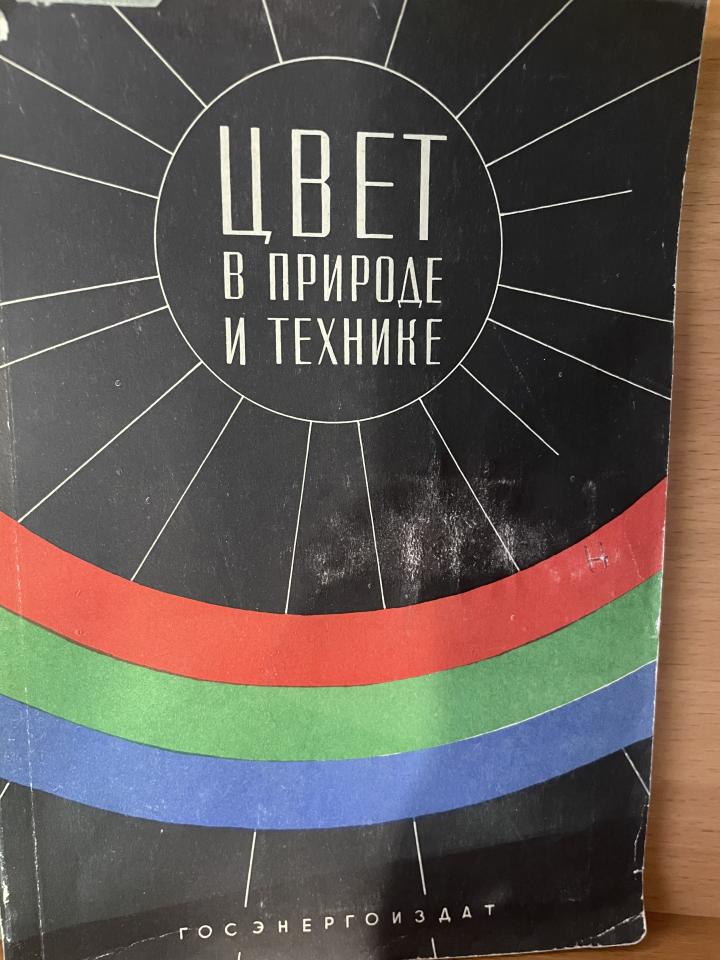 ЦВЕТ
В ПРИРОДЕ
И ТЕХНИКЕ
Н
ГОСЭНЕРГОИЗДАТ